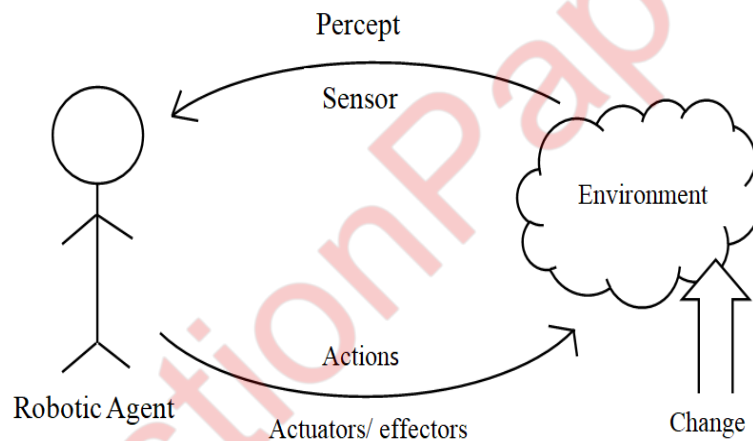 Percept
Sensor
Environment
Actions
Robotic Agent
Actuators/ effectors
Change